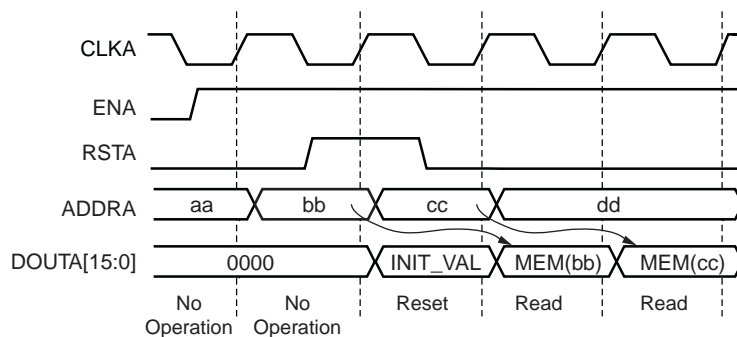 CLKA
ENA
RSTA
ADDRA aa bb cc dd
DOUTA[15:0] 0000 INIT_VAL MEM(bb) MEM(cc)
No Operation No Operation Reset Read Read